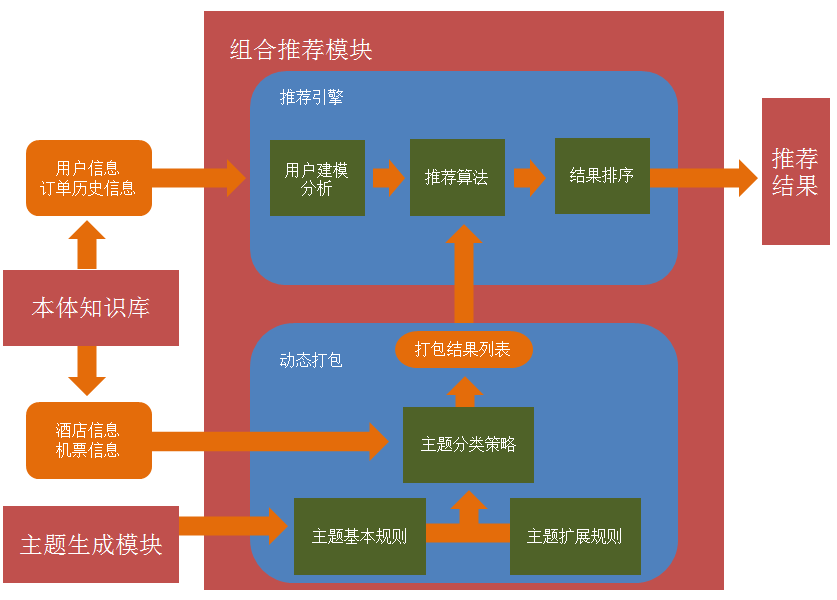 组合推荐模块
推荐引擎
用户信息
订单历史信息
用户建模
分析
推荐算法
结果排序
推荐
结果
本体知识库
动态打包
打包结果列表
酒店信息
机票信息
主题分类策略
主题生成模块
主题基本规则
主题扩展规则